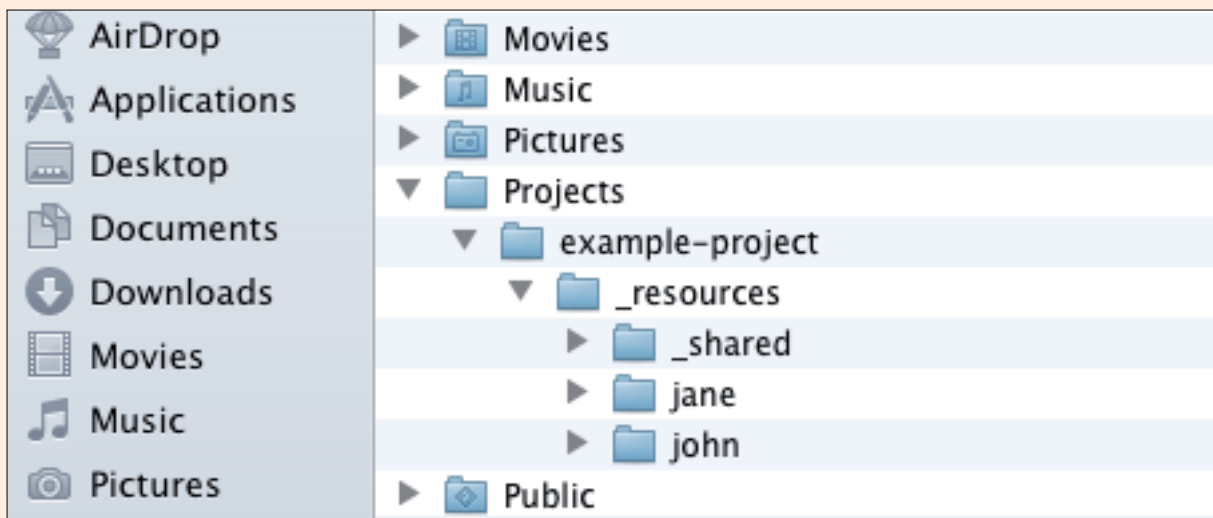 AirDrop
Applications
Desktop
Documents
Downloads
Movies
Music
Pictures
Movies
Music
Pictures
Projects
example-project
_resources
_shared
jane
john
Public